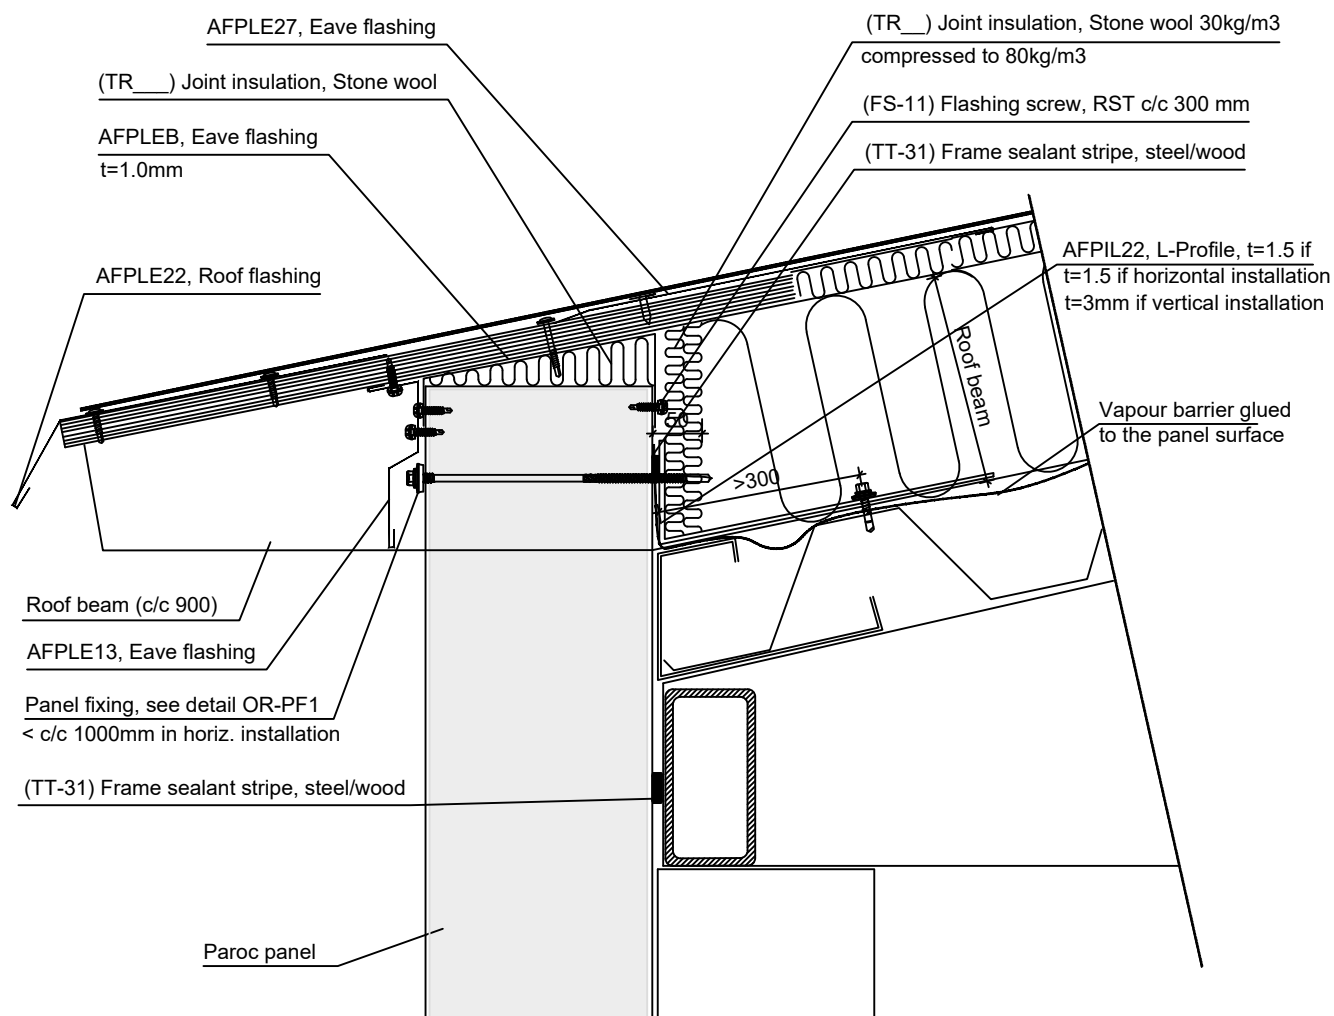 AFPLE27, Eave flashing
(TR___) Joint insulation, Stone wool
AFPLEB, Eave flashing
t=1.0mm
AFPLE22, Roof flashing
(TR__) Joint insulation, Stone wool 30kg/m3
compressed to 80kg/m3
(FS-11) Flashing screw, RST c/c 300 mm
(TT-31) Frame sealant stripe, steel/wood
AFPIL22, L-Profile, t=1.5 if
t=1.5 if horizontal installation
t=3mm if vertical installation
Roof beam
50
>300
Vapour barrier glued
to the panel surface
Roof beam (c/c 900)
AFPLE13, Eave flashing
Panel fixing, see detail OR-PF1
< c/c 1000mm in horiz. installation
(TT-31) Frame sealant stripe, steel/wood
Paroc panel